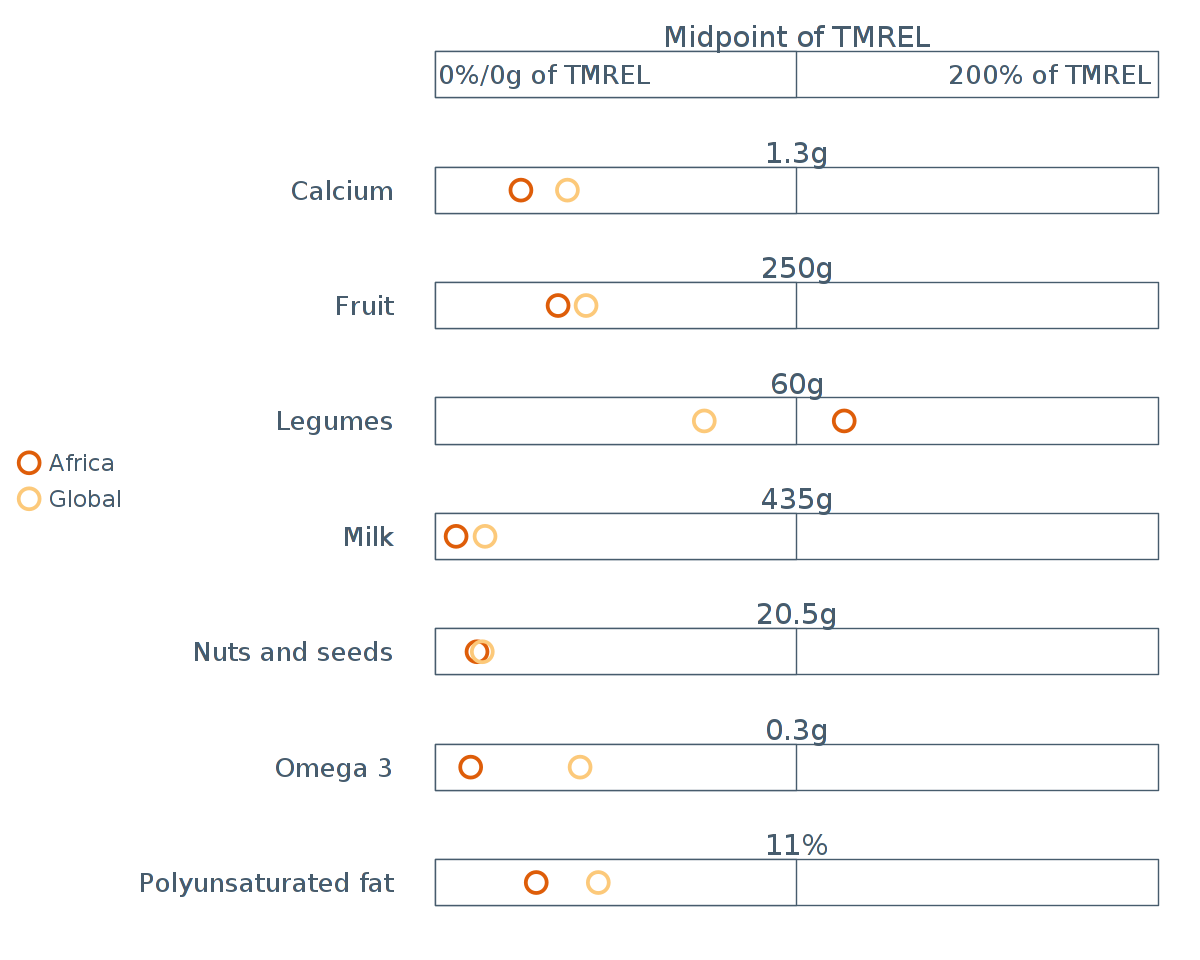 Midpoint of TMREL
0%/0g of TMREL
200% of TMREL
1.3g
Calcium
250g
Fruit
60g
Legumes
Africa
Global
435g
Milk
20.5g
Nuts and seeds
0.3g
Omega 3
11%
Polyunsaturated fat